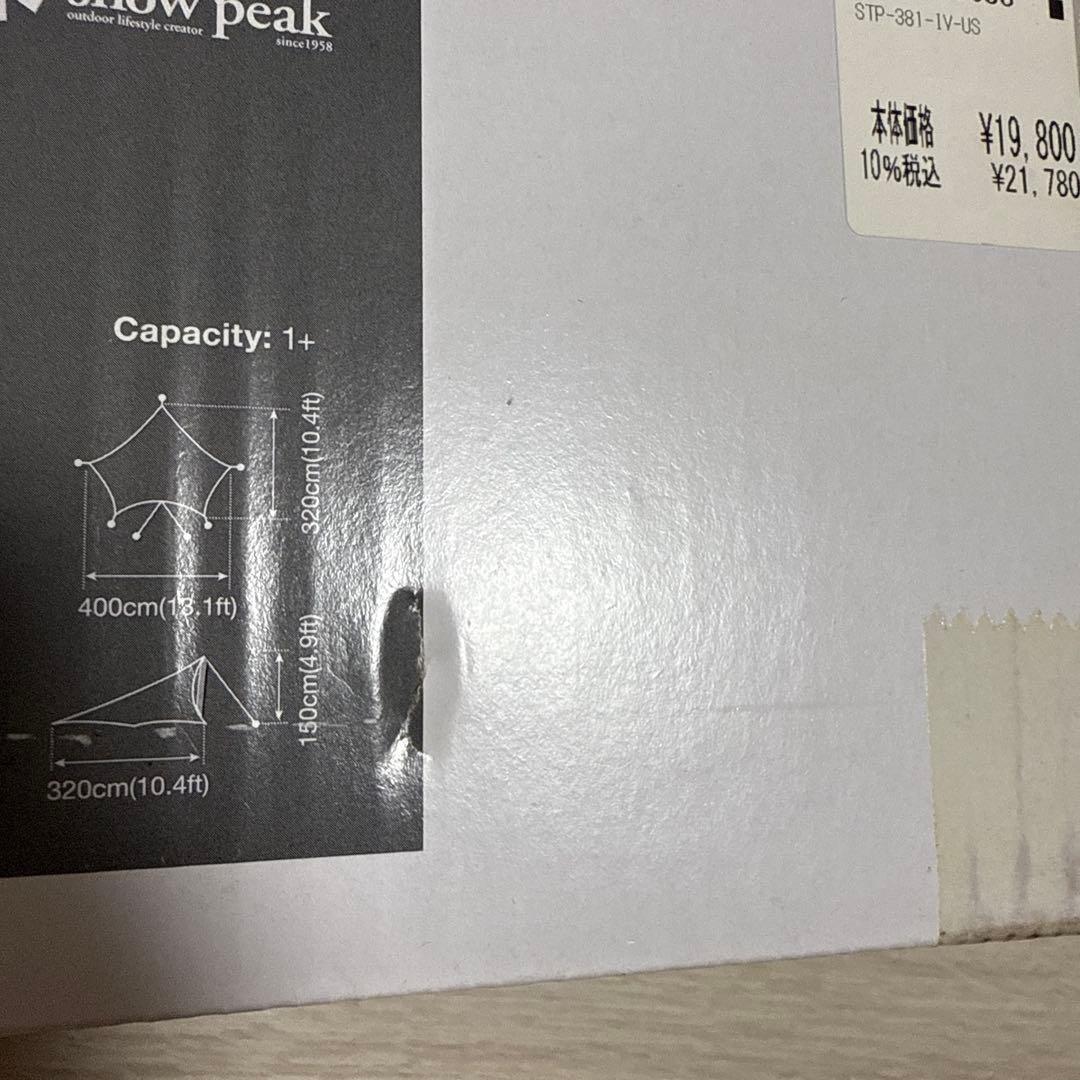 snow peak
outdoor lifestyle creator
since1958
STP-381-IV-US
本体価格 ¥19,800
10%税込 ¥21,780
Capacity: 1+
320cm(10.4ft)
400cm(13.1ft)
150cm(4.9ft)
320cm(10.4ft)